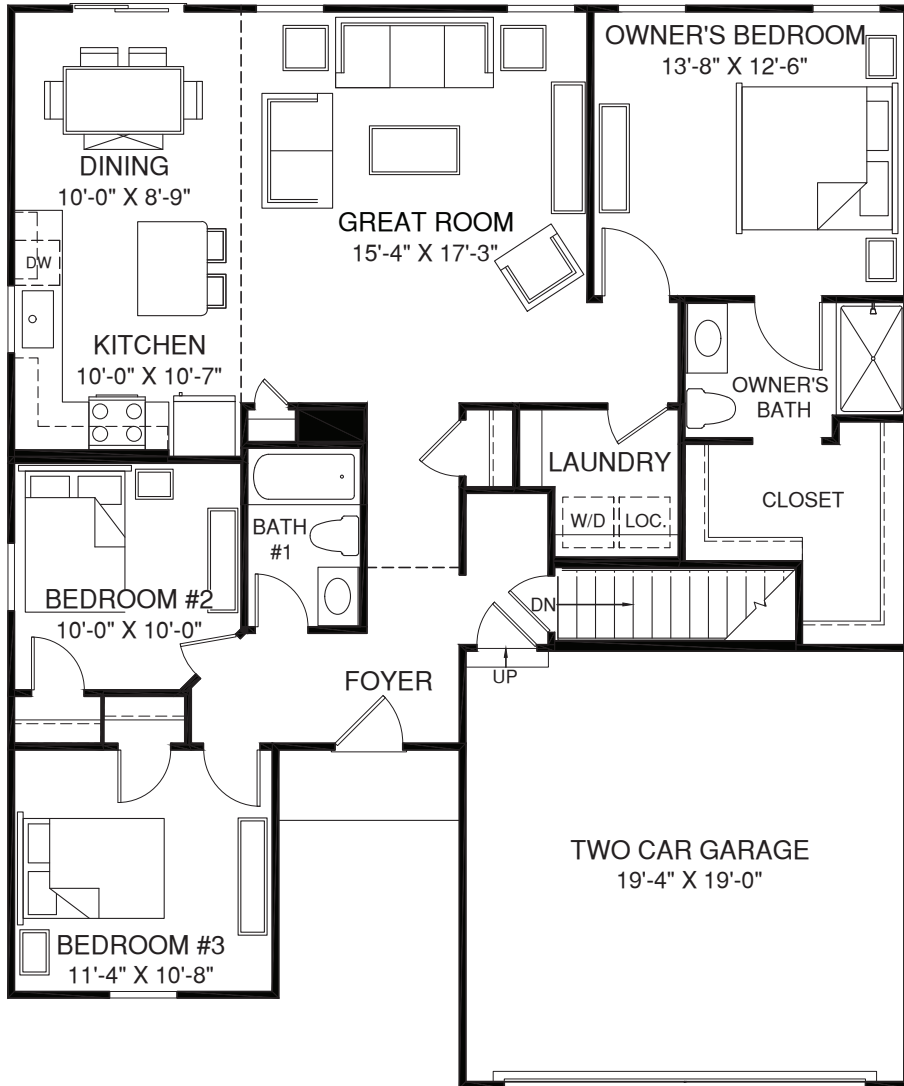 OWNER'S BEDROOM
13'-8" X 12'-6"
DINING
10'-0" X 8'-9"
GREAT ROOM
15'-4" X 17'-3"
DW
KITCHEN
10'-0" X 10'-7"
OWNER'S
BATH
LAUNDRY
CLOSET
W/D
LOC.
BATH
#1
BEDROOM #2
10'-0" X 10'-0"
DN
FOYER
UP
TWO CAR GARAGE
19'-4" X 19'-0"
BEDROOM #3
11'-4" X 10'-8"